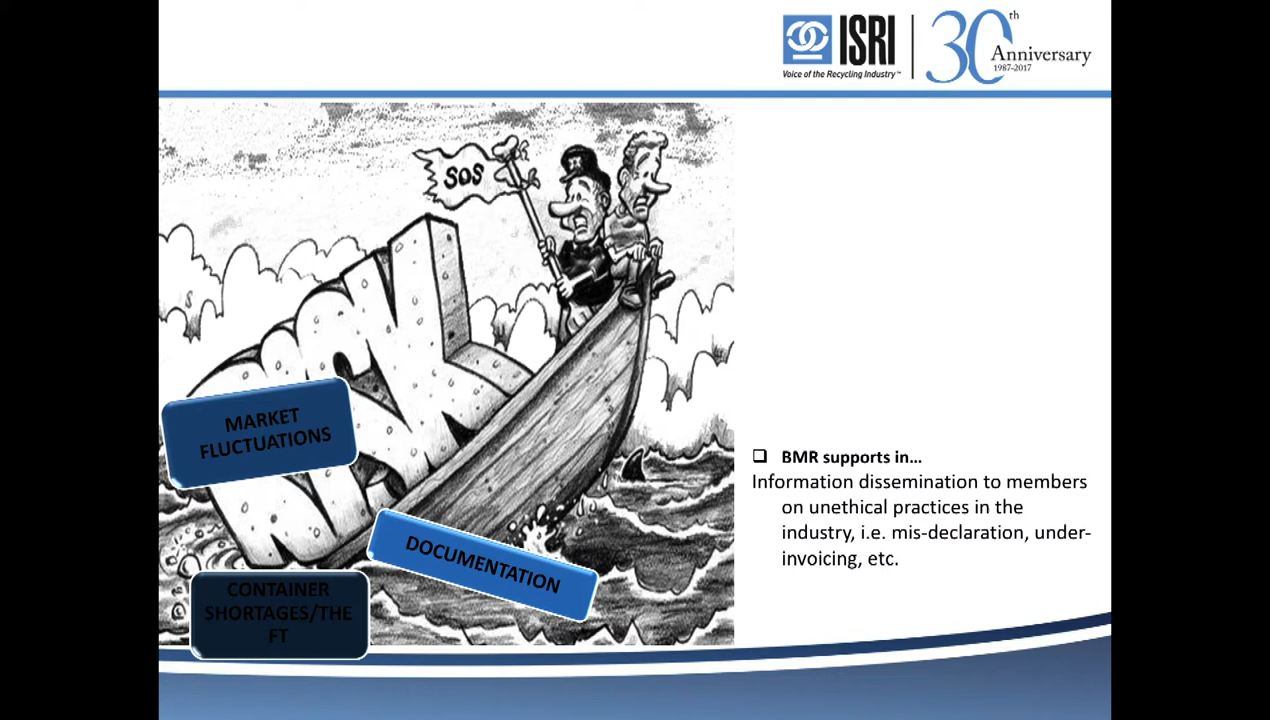 ISRI
Voice of the Recycling Industry™
30th
Anniversary
1987-2017
SOS
RISK
MARKET
FLUCTUATIONS
DOCUMENTATION
CONTAINER
SHORTAGES/THE
FT
❑ BMR supports in…
Information dissemination to members
on unethical practices in the
industry, i.e. mis-declaration, under-
invoicing, etc.